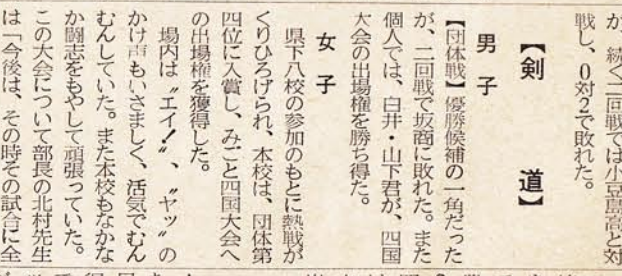 が、続く二回戦では小豆島高と対
戦し、0対2で敗れた。
【剣道】
男子
【団体戦】優勝候補の一角だった
が、二回戦で坂商に敗れた。また
個人では、白井・山下君が、四国
大会の出場権を勝ち得た。
女子
県下八校の参加のもとに熱戦が
くりひろげられ、本校は、団体第
四位に入賞し、みごと四国大会へ
の出場権を獲得した。
場内は〝エイ!〟、〝ヤッ〟の
かけ声もいさましく、活気でむん
むんしていた。また本校もなかな
か闘志をもやして頑張っていた。
この大会について部長の北村先生
は「今後は、その時その試合に全